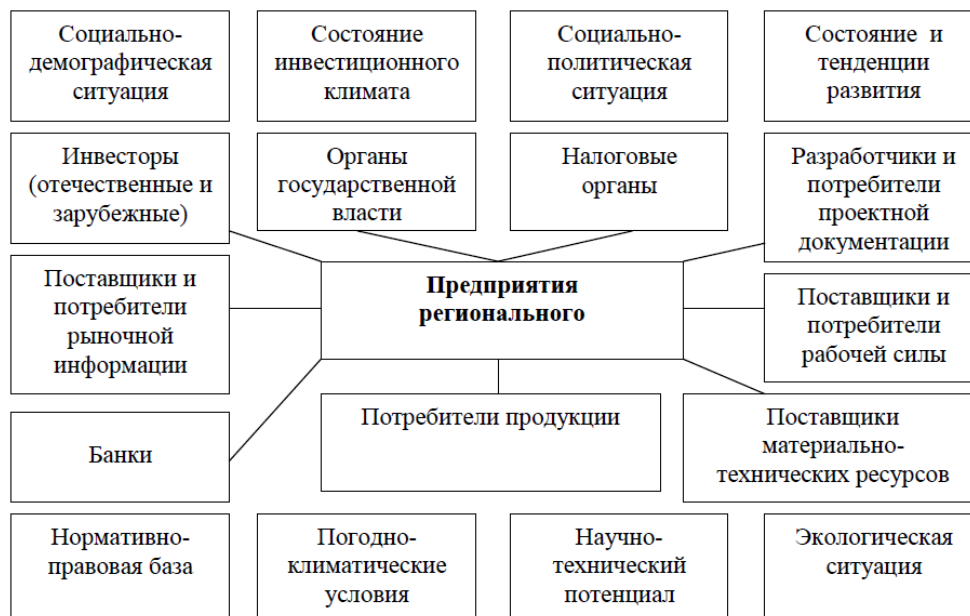 Социально-
демографическая
ситуация
Состояние
инвестиционного
климата
Социально-
политическая
ситуация
Состояние и
тенденции
развития
Инвесторы
(отечественные и
зарубежные)
Органы
государственной
власти
Налоговые
органы
Разработчики и
потребители
проектной
документации
Поставщики и
потребители
рыночной
информации
Предприятия
регионального
Поставщики и
потребители
рабочей силы
Банки
Потребители продукции
Поставщики
материально-
технических ресурсов
Нормативно-
правовая база
Погодно-
климатические
условия
Научно-
технический
потенциал
Экологическая
ситуация